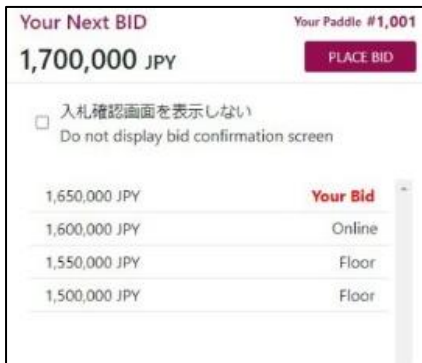 Your Next BID
Your Paddle #1,001
1,700,000 JPY
PLACE BID
入札確認画面を表示しない
Do not display bid confirmation screen
1,650,000 JPY Your Bid
1,600,000 JPY Online
1,550,000 JPY Floor
1,500,000 JPY Floor